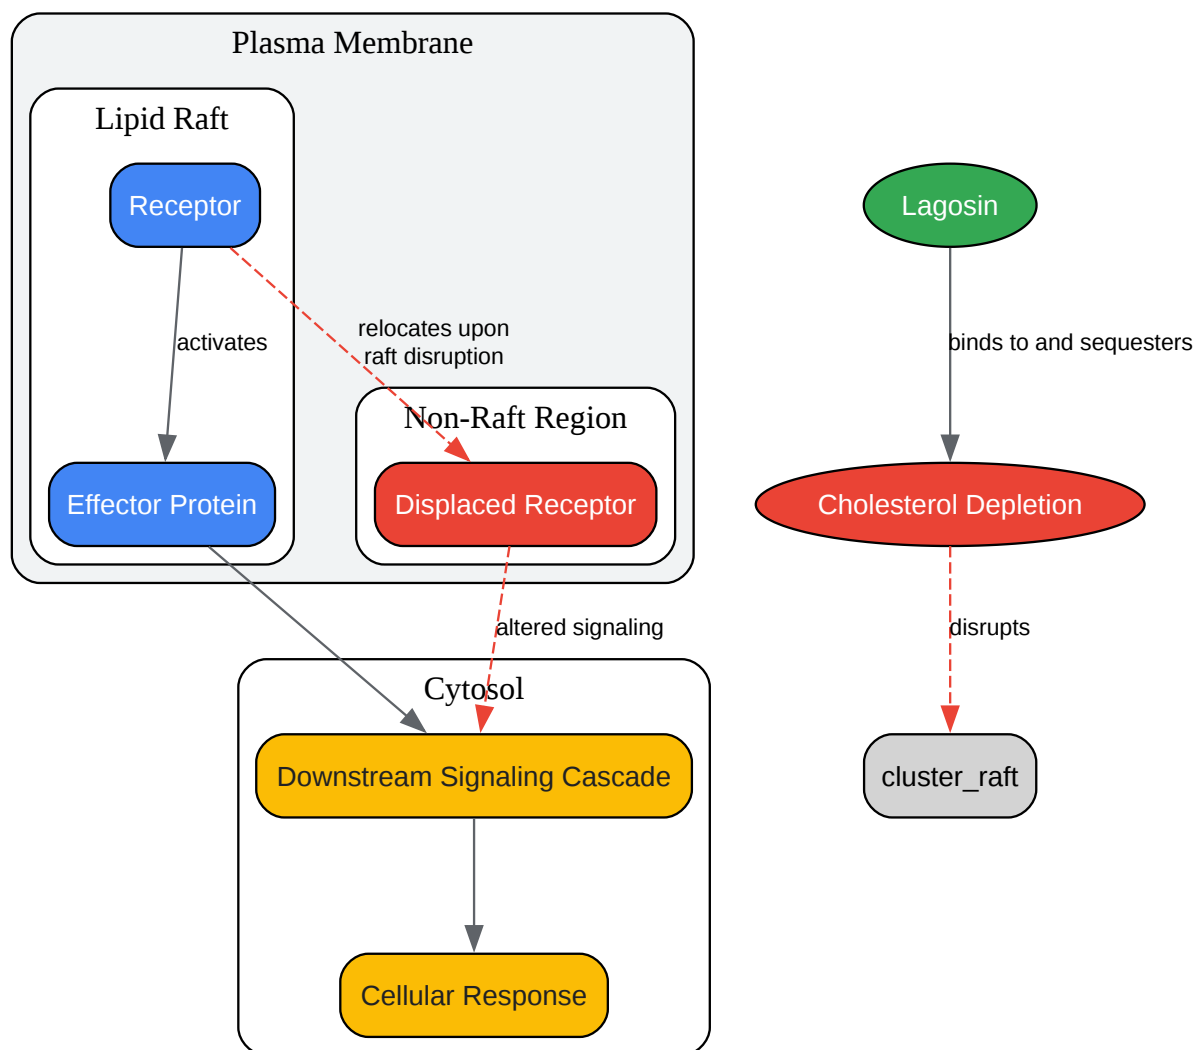 Plasma Membrane
Lipid Raft
Receptor
Lagosin
relocates upon
raft disruption
activates
binds to and sequesters
Non-Raft Region
Effector Protein
Displaced Receptor
Cholesterol Depletion
altered signaling
disrupts
Cytosol
Downstream Signaling Cascade
cluster_raft
Cellular Response